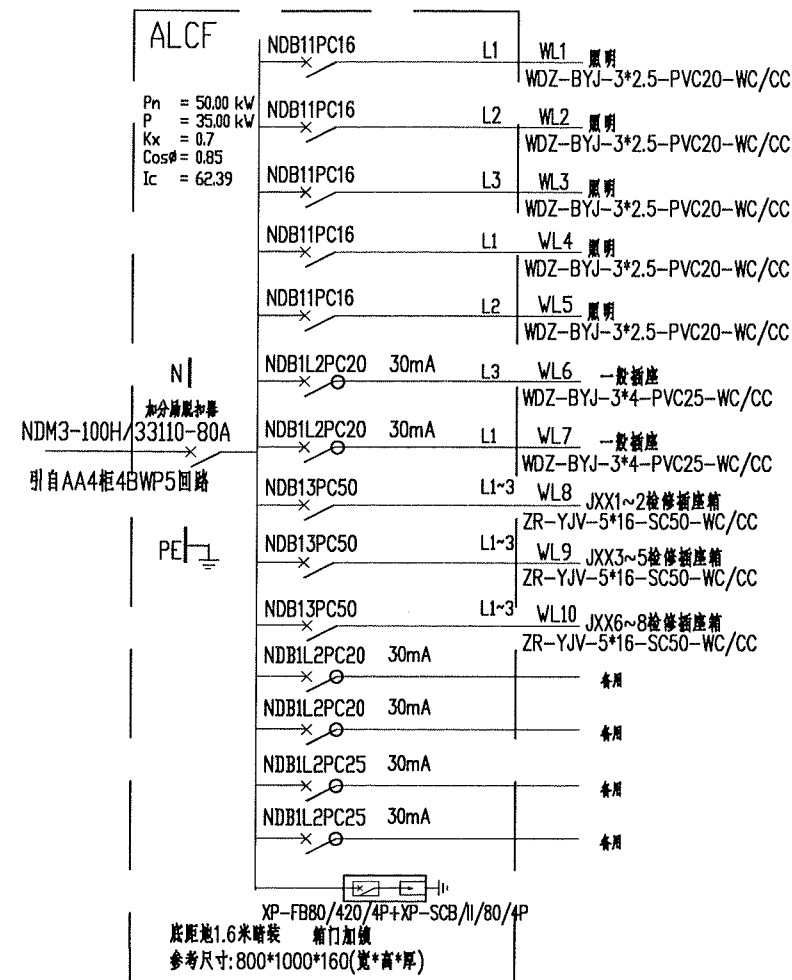 ALCF
Pn = 50.00 kW
P = 35.00 kW
Kx = 0.7
Cosø = 0.85
Ic = 62.39
NDB11PC16 L1 WL1 照明
WDZ-BYJ-3*2.5-PVC20-WC/CC
NDB11PC16 L2 WL2 照明
WDZ-BYJ-3*2.5-PVC20-WC/CC
NDB11PC16 L3 WL3 照明
WDZ-BYJ-3*2.5-PVC20-WC/CC
NDB11PC16 L1 WL4 照明
WDZ-BYJ-3*2.5-PVC20-WC/CC
NDB11PC16 L2 WL5 照明
WDZ-BYJ-3*2.5-PVC20-WC/CC
NDB1L2PC20 30mA L3 WL6 一般插座
WDZ-BYJ-3*4-PVC25-WC/CC
N
加分励脱扣器
NDM3-100H/33110-80A
引自AA4柜4BWP5回路
NDB1L2PC20 30mA L1 WL7 一般插座
WDZ-BYJ-3*4-PVC25-WC/CC
NDB13PC50 L1~3 WL8 JXX1~2检修插座箱
ZR-YJV-5*16-SC50-WC/CC
PE
NDB13PC50 L1~3 WL9 JXX3~5检修插座箱
ZR-YJV-5*16-SC50-WC/CC
NDB13PC50 L1~3 WL10 JXX6~8检修插座箱
ZR-YJV-5*16-SC50-WC/CC
NDB1L2PC20 30mA 备用
NDB1L2PC20 30mA 备用
NDB1L2PC25 30mA 备用
NDB1L2PC25 30mA 备用
XP-FB80/420/4P+XP-SCB/II/80/4P
底距地1.6米暗装 箱门加锁
参考尺寸:800*1000*160(宽*高*厚)